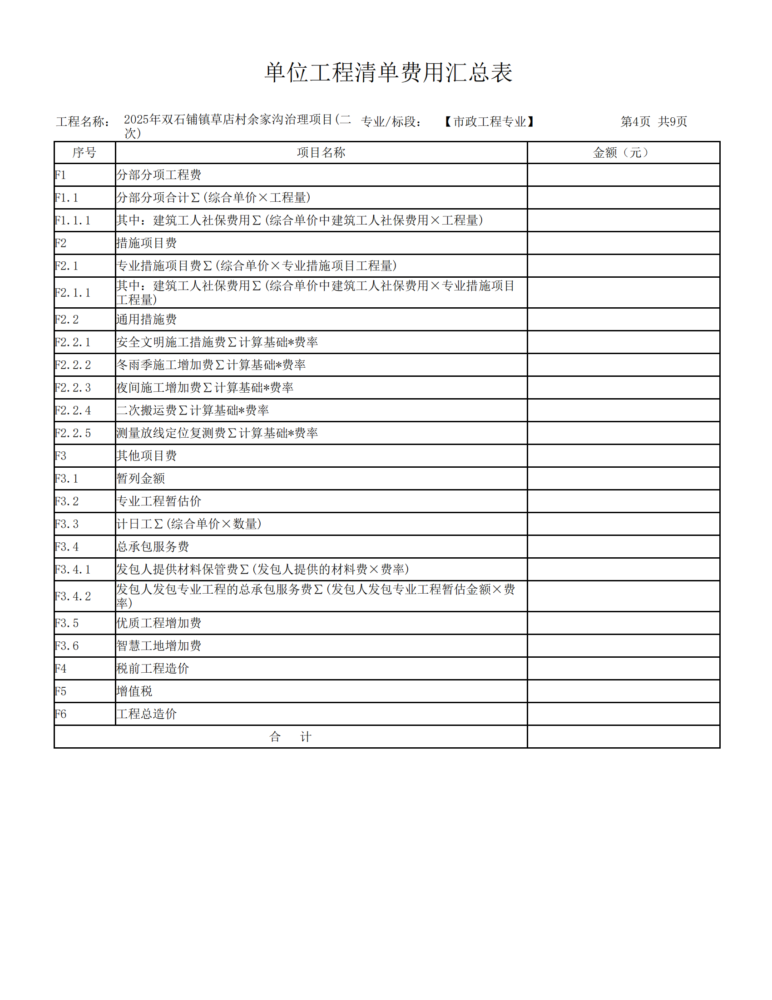 单位工程清单费用汇总表
工程名称： 2025年双石铺镇草店村余家沟治理项目(二次) 专业/标段： 【市政工程专业】 第4页 共9页
序号 项目名称 金额（元）
F1 分部分项工程费
F1.1 分部分项合计∑(综合单价×工程量)
F1.1.1 其中：建筑工人社保费用∑(综合单价中建筑工人社保费用×工程量)
F2 措施项目费
F2.1 专业措施项目费∑(综合单价×专业措施项目工程量)
F2.1.1 其中：建筑工人社保费用∑(综合单价中建筑工人社保费用×专业措施项目
工程量)
F2.2 通用措施费
F2.2.1 安全文明施工措施费∑计算基础*费率
F2.2.2 冬雨季施工增加费∑计算基础*费率
F2.2.3 夜间施工增加费∑计算基础*费率
F2.2.4 二次搬运费∑计算基础*费率
F2.2.5 测量放线定位复测费∑计算基础*费率
F3 其他项目费
F3.1 暂列金额
F3.2 专业工程暂估价
F3.3 计日工∑(综合单价×数量)
F3.4 总承包服务费
F3.4.1 发包人提供材料保管费∑(发包人提供的材料费×费率)
F3.4.2 发包人发包专业工程的总承包服务费∑(发包人发包专业工程暂估金额×费
率)
F3.5 优质工程增加费
F3.6 智慧工地增加费
F4 税前工程造价
F5 增值税
F6 工程总造价
合 计